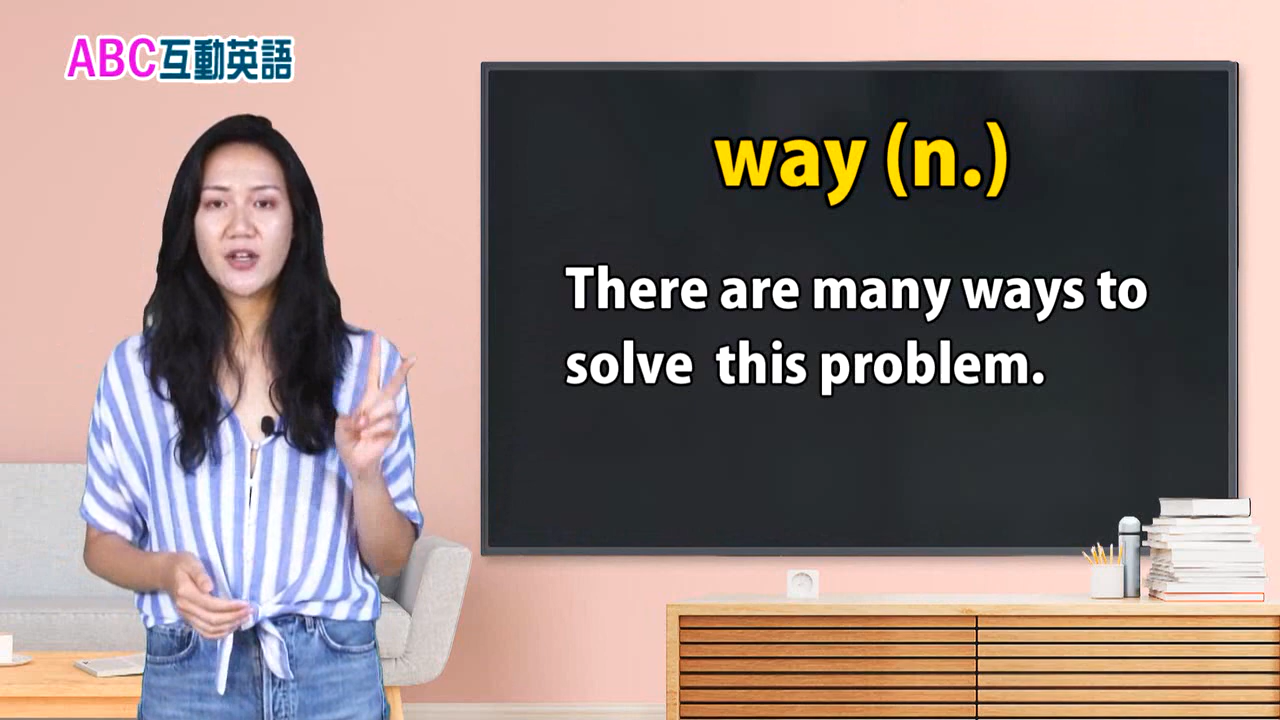 ABC互動英語
way (n.)
There are many ways to
solve this problem.